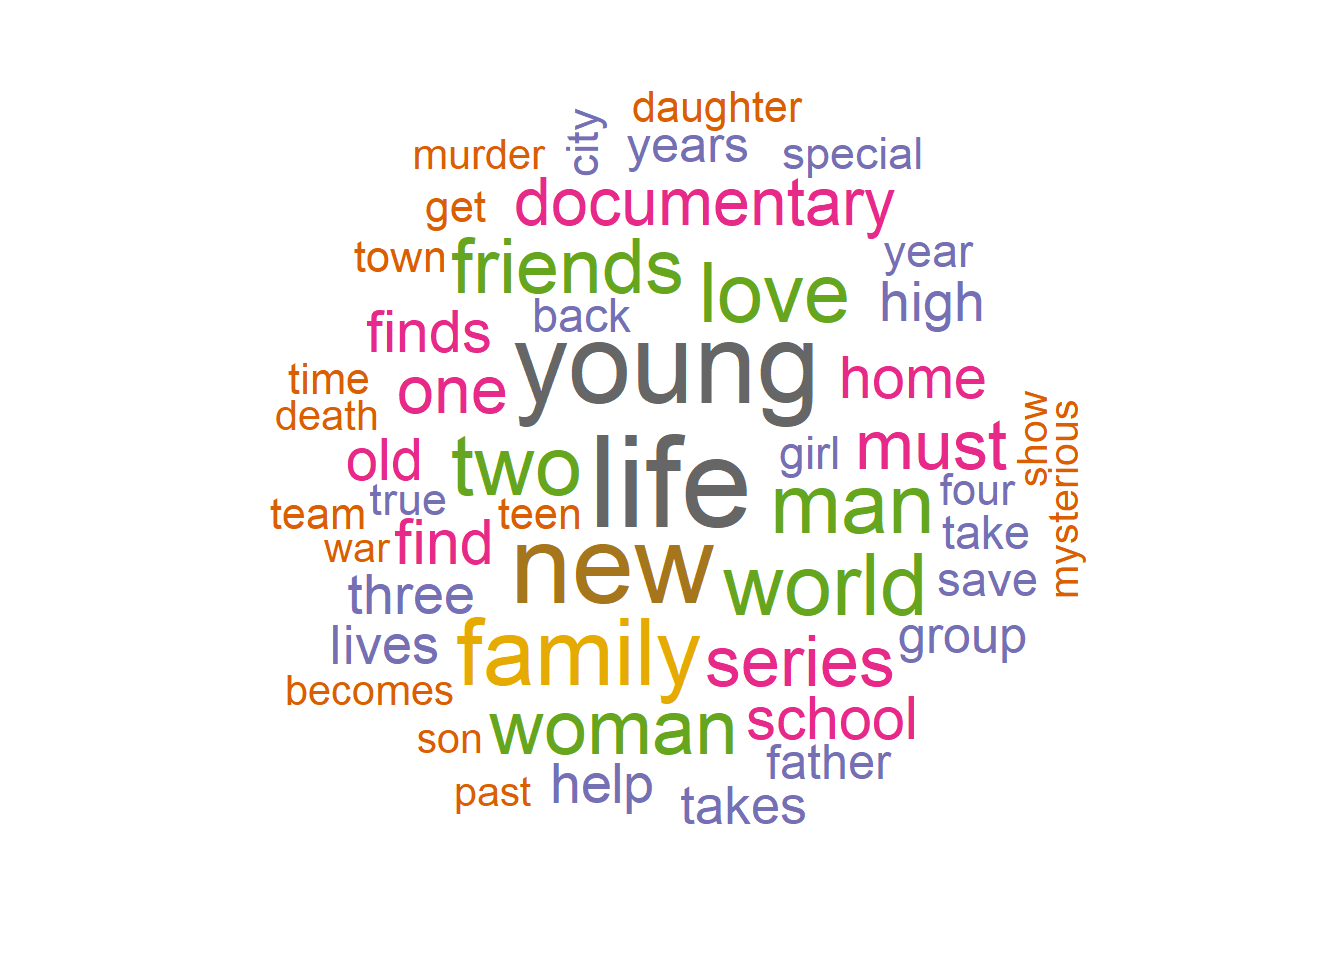 daughter
city
years
murder
special
documentary
get
friends
town
year
love
high
back
finds
young
home
time
one
death
show
must
mysterious
girl
old
two
life
man
four
true
team
teen
take
find
war
new
world
save
three
group
lives
family
series
becomes
school
woman
son
father
help
past
takes